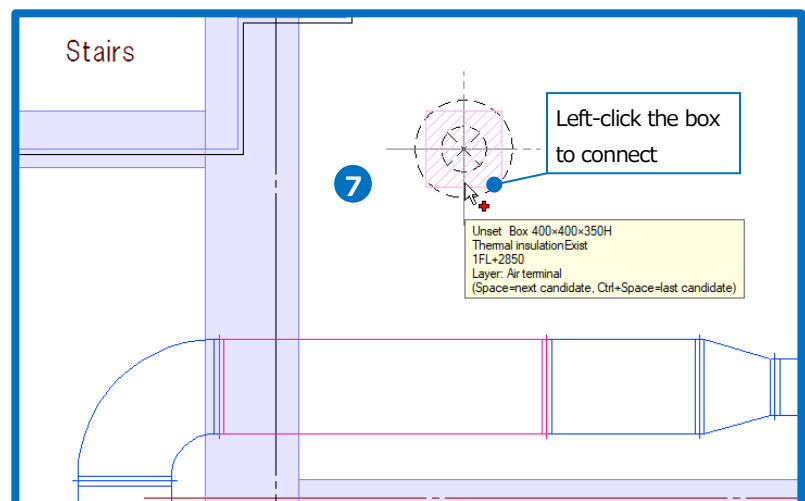 Stairs
Left-click the box
to connect
7
Unset Box 400×400×350H
Thermal insulationExist
1FL+2850
Layer: Air terminal
(Space=next candidate, Ctrl+Space=last candidate)